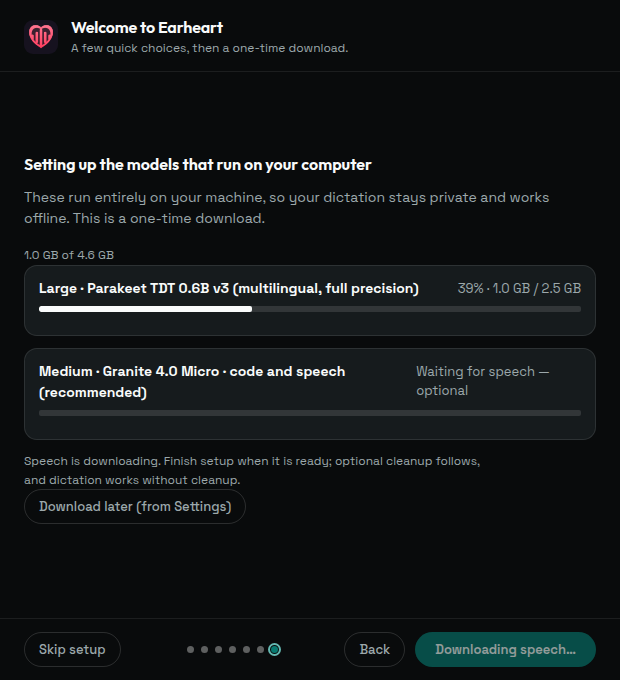 Welcome to Earheart
A few quick choices, then a one-time download.
Setting up the models that run on your computer
These run entirely on your machine, so your dictation stays private and works
offline. This is a one-time download.
1.0 GB of 4.6 GB
Large · Parakeet TDT 0.6B v3 (multilingual, full precision)
39% · 1.0 GB / 2.5 GB
Medium · Granite 4.0 Micro · code and speech
(recommended)
Waiting for speech —
optional
Speech is downloading. Finish setup when it is ready; optional cleanup follows,
and dictation works without cleanup.
Download later (from Settings)
Skip setup
Back
Downloading speech…